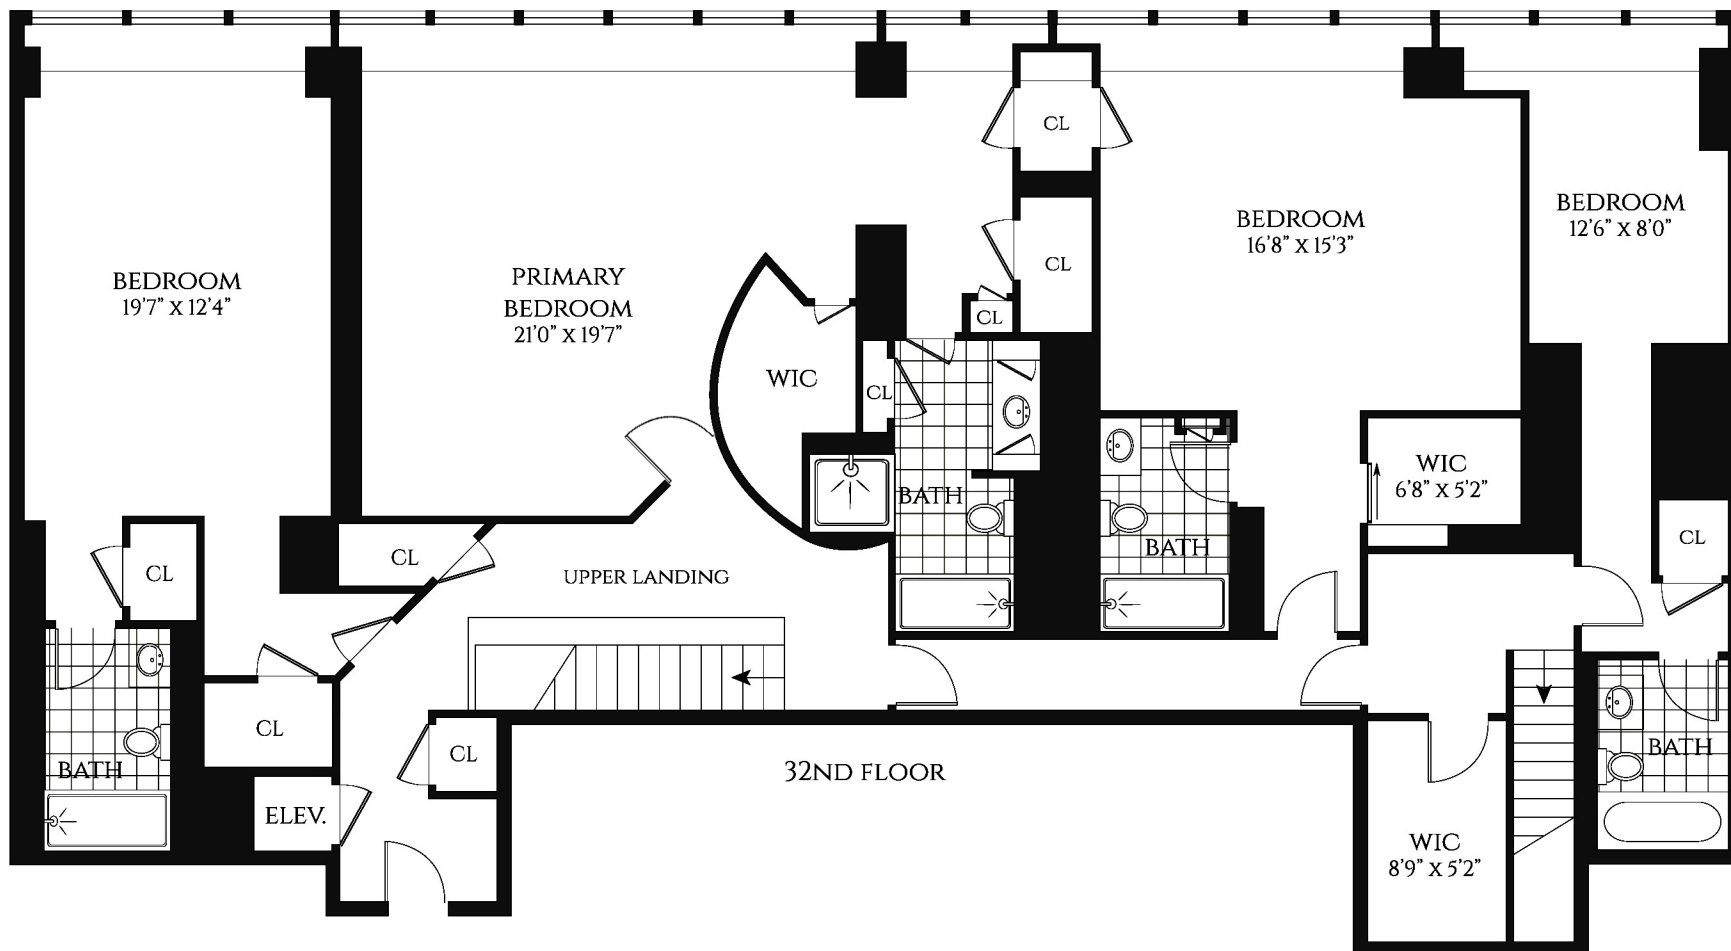 BEDROOM
19'7" X 12'4"
PRIMARY
BEDROOM
21'0" X 19'7"
WIC
CL
CL
CL
CL
BEDROOM
16'8" X 15'3"
BEDROOM
12'6" X 8'0"
WIC
6'8" X 5'2"
BATH
BATH
CL
CL
CL
UPPER LANDING
CL
BATH
CL
ELEV.
CL
32ND FLOOR
BATH
WIC
8'9" X 5'2"